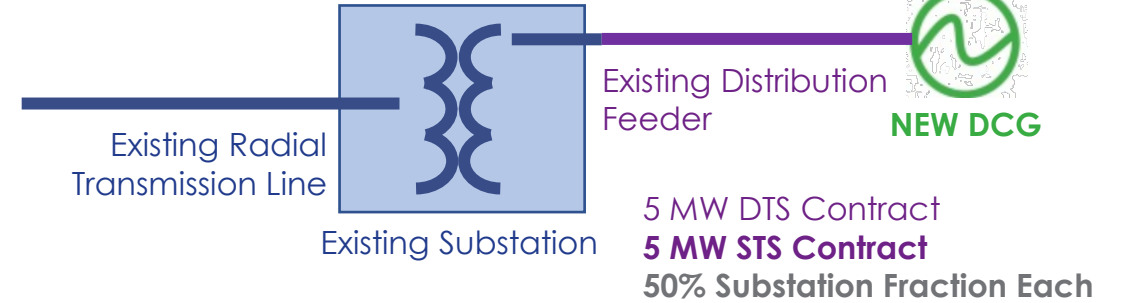 Existing Distribution
Feeder
NEW DCG
Existing Radial
Transmission Line
Existing Substation
5 MW DTS Contract
5 MW STS Contract
50% Substation Fraction Each